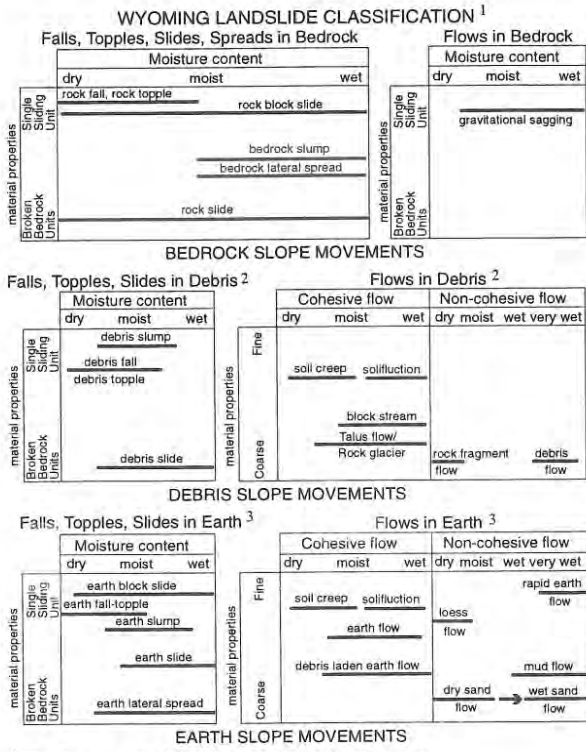 WYOMING LANDSLIDE CLASSIFICATION 1
Falls, Topples, Slides, Spreads in Bedrock
Moisture content
dry moist wet
material properties
Single Sliding Unit
Broken Bedrock Units
rock fall, rock topple
rock block slide
bedrock slump
bedrock lateral spread
rock slide
Flows in Bedrock
Moisture content
dry moist wet
material properties
Single Sliding Unit
Broken Bedrock Units
gravitational sagging
BEDROCK SLOPE MOVEMENTS
Falls, Topples, Slides in Debris 2
Moisture content
dry moist wet
material properties
Single Sliding Unit
Broken Bedrock Units
debris slump
debris fall
debris topple
debris slide
Flows in Debris 2
Cohesive flow Non-cohesive flow
dry moist wet dry moist wet very wet
material properties
Fine
Coarse
soil creep solifluction
block stream
Talus flow/
Rock glacier
rock fragment
flow
debris
flow
DEBRIS SLOPE MOVEMENTS
Falls, Topples, Slides in Earth 3
Moisture content
dry moist wet
material properties
Single Sliding Unit
Broken Bedrock Units
earth block slide
earth fall-topple
earth slump
earth slide
earth lateral spread
Flows in Earth 3
Cohesive flow Non-cohesive flow
dry moist wet dry moist wet very wet
material properties
Fine
Coarse
rapid earth
flow
soil creep solifluction
loess
flow
earth flow
debris laden earth flow
mud flow
dry sand
flow
wet sand
flow
EARTH SLOPE MOVEMENTS